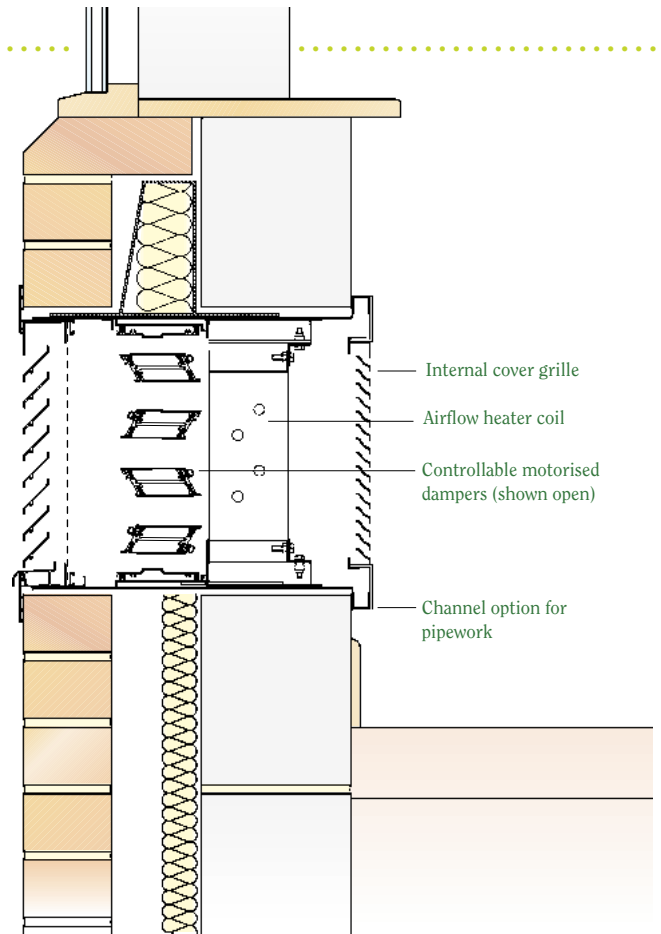 Internal cover grille
Airflow heater coil
Controllable motorised
dampers (shown open)
Channel option for
pipework